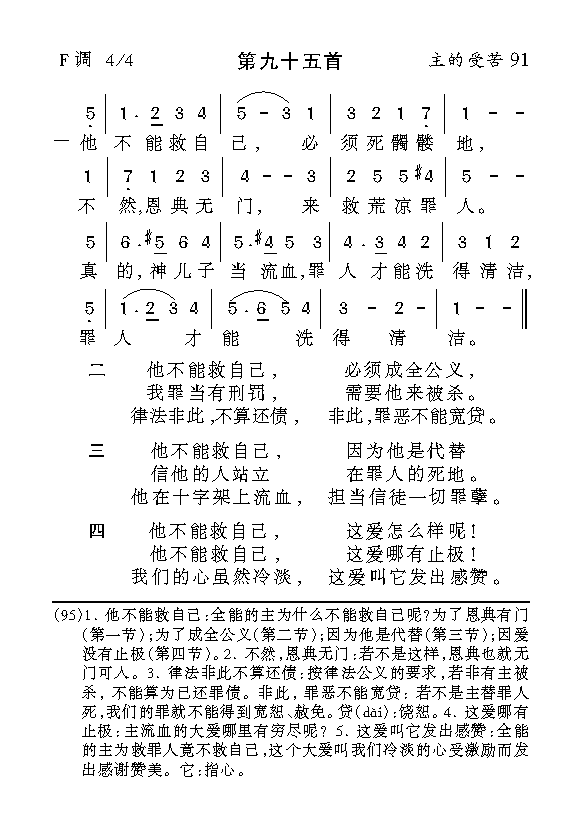 F 调 4/4 第九十五首 主的受苦 91
5 | 1 . 2 3 4 | 5 - 3 1 | 3 2 1 7 | 1 - -
一 他 不 能 救 自 己， 必 须 死 髑 髅 地，
1 | 7 1 2 3 | 4 - - 3 | 2 5 5 #4 | 5 - -
不 然,恩 典 无 门， 来 救 荒 凉 罪 人。
5 | 6 . #5 6 4 | 5 . #4 5 3 | 4 . 3 4 2 | 3 1 2
真 的,神 儿 子 当 流 血,罪 人 才 能 洗 得 清 洁,
5 | 1 . 2 3 4 | 5 . 6 5 4 | 3 - 2 - | 1 - - ‖
罪 人 才 能 洗 得 清 洁。
二 他不能救自己， 必须成全公义，
我罪当有刑罚， 需要他来被杀。
律法非此,不算还债， 非此,罪恶不能宽贷。
三 他不能救自己， 因为他是代替
信他的人站立 在罪人的死地。
他在十字架上流血， 担当信徒一切罪孽。
四 他不能救自己， 这爱怎么样呢！
他不能救自己， 这爱哪有止极！
我们的心虽然冷淡， 这爱叫它发出感赞。
(95)1．他不能救自己:全能的主为什么不能救自己呢?为了恩典有门
(第一节);为了成全公义(第二节);因为他是代替(第三节);因爱
没有止极(第四节)。2．不然,恩典无门:若不是这样,恩典也就无
门可入。3．律法非此不算还债:按律法公义的要求,若非有主被
杀，不能算为已还罪债。非此，罪恶不能宽贷：若不是主替罪人
死,我们的罪就不能得到宽恕、赦免。贷(dài):饶恕。4．这爱哪有
止极:主流血的大爱哪里有穷尽呢？5．这爱叫它发出感赞:全能
的主为救罪人竟不救自己,这个大爱叫我们冷淡的心受激励而发
出感谢赞美。它:指心。